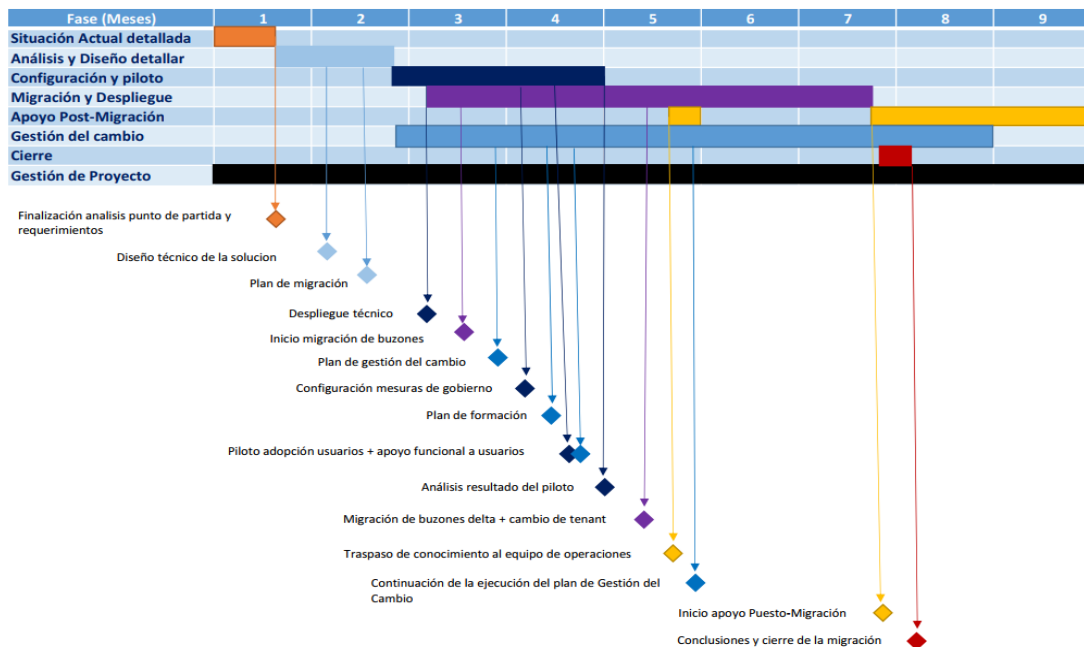 Fase (Meses) 1 2 3 4 5 6 7 8 9
Situación Actual detallada
Análisis y Diseño detallar
Configuración y piloto
Migración y Despliegue
Apoyo Post-Migración
Gestión del cambio
Cierre
Gestión de Proyecto
Finalización analisis punto de partida y
requerimientos
Diseño técnico de la solucion
Plan de migración
Despliegue técnico
Inicio migración de buzones
Plan de gestión del cambio
Configuración mesuras de gobierno
Plan de formación
Piloto adopción usuarios + apoyo funcional a usuarios
Análisis resultado del piloto
Migración de buzones delta + cambio de tenant
Traspaso de conocimiento al equipo de operaciones
Continuación de la ejecución del plan de Gestión del
Cambio
Inicio apoyo Puesto-Migración
Conclusiones y cierre de la migración